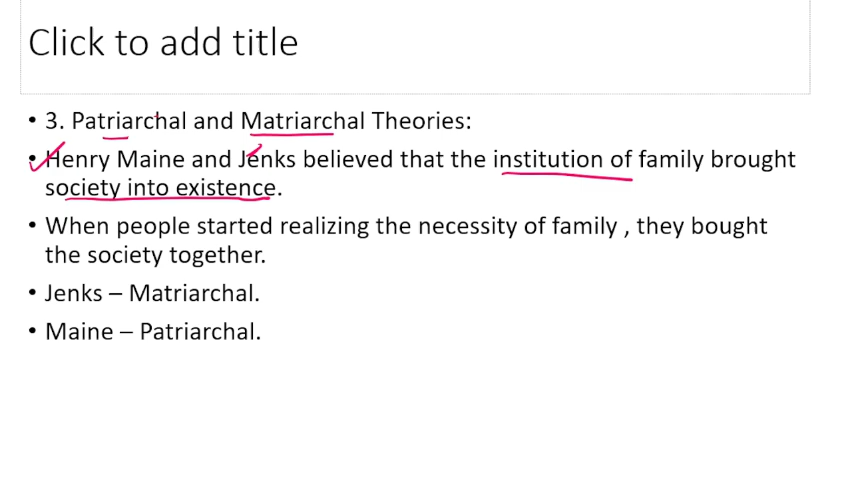 Click to add title
• 3. Patriarchal and Matriarchal Theories:
• Henry Maine and Jenks believed that the institution of family brought
society into existence.
• When people started realizing the necessity of family , they bought
the society together.
• Jenks – Matriarchal.
• Maine – Patriarchal.